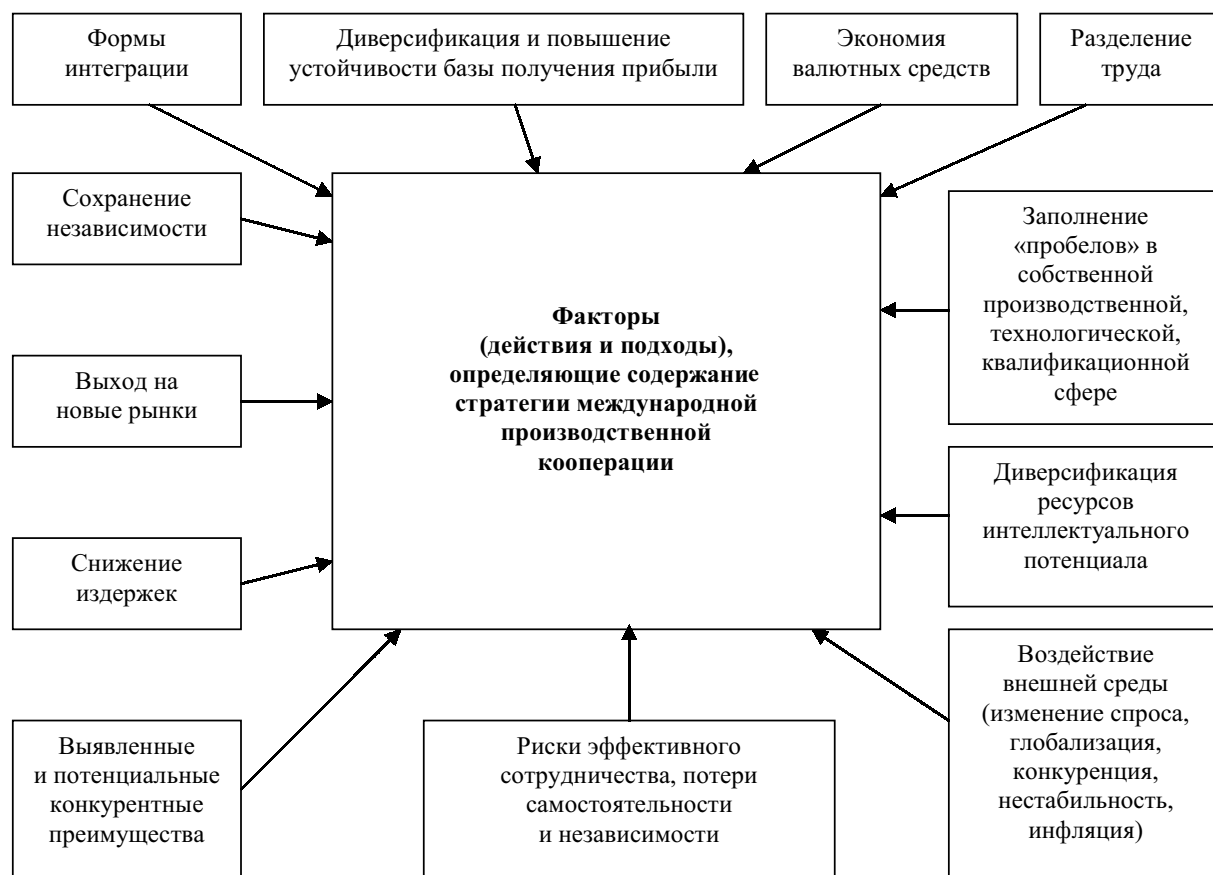 Формы
интеграции
Диверсификация и повышение
устойчивости базы получения прибыли
Экономия
валютных средств
Разделение
труда
Сохранение
независимости
Выход на
новые рынки
Снижение
издержек
Выявленные
и потенциальные
конкурентные
преимущества
Факторы
(действия и подходы),
определяющие содержание
стратегии международной
производственной
кооперации
Риски эффективного
сотрудничества, потери
самостоятельности
и независимости
Заполнение
«пробелов» в
собственной
производственной,
технологической,
квалификационной
сфере
Диверсификация
ресурсов
интеллектуального
потенциала
Воздействие
внешней среды
(изменение спроса,
глобализация,
конкуренция,
нестабильность,
инфляция)